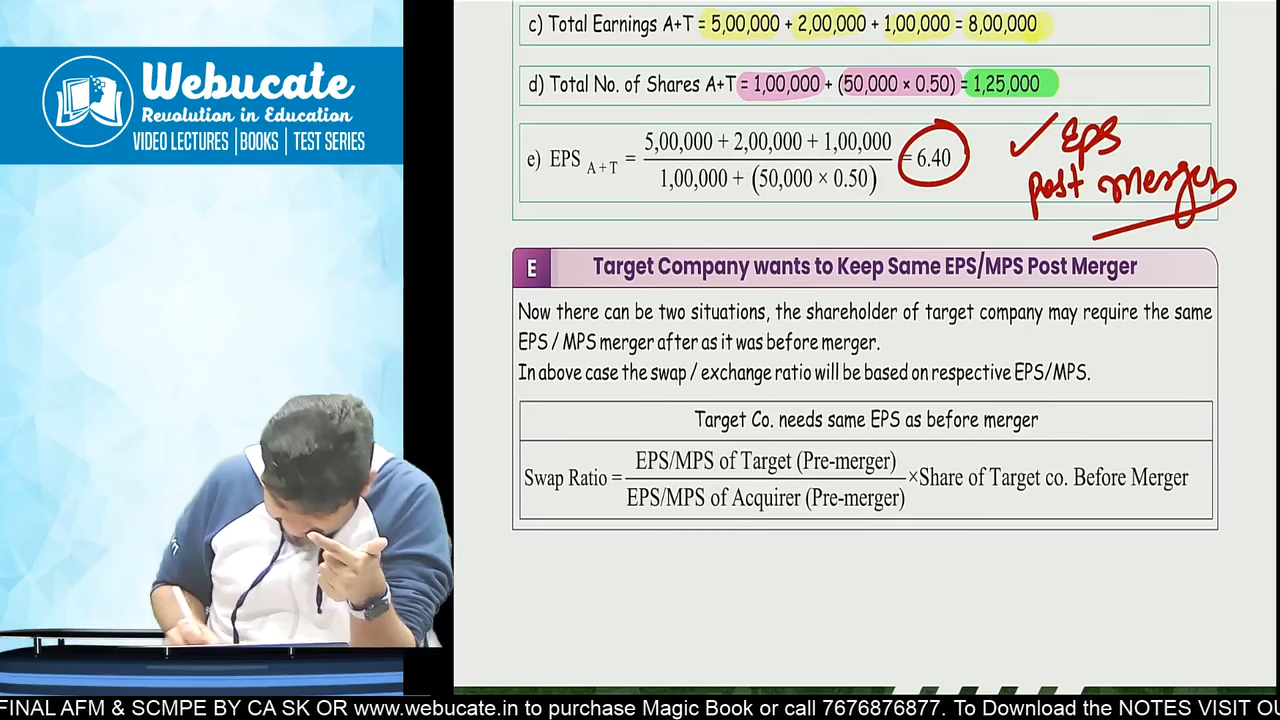 Webucate
Revolution in Education
VIDEO LECTURES | BOOKS | TEST SERIES
c) Total Earnings A+T = 5,00,000 + 2,00,000 + 1,00,000 = 8,00,000
d) Total No. of Shares A+T = 1,00,000 + (50,000 × 0.50) = 1,25,000
e) EPS A+T = 5,00,000 + 2,00,000 + 1,00,000 / 1,00,000 + (50,000 × 0.50) = 6.40
✓ Eps
post merger
E Target Company wants to Keep Same EPS/MPS Post Merger
Now there can be two situations, the shareholder of target company may require the same
EPS / MPS merger after as it was before merger.
In above case the swap / exchange ratio will be based on respective EPS/MPS.
Target Co. needs same EPS as before merger
Swap Ratio = EPS/MPS of Target (Pre-merger) / EPS/MPS of Acquirer (Pre-merger) ×Share of Target co. Before Merger
FINAL AFM & SCMPE BY CA SK OR www.webucate.in to purchase Magic Book or call 7676876877. To Download the NOTES VISIT